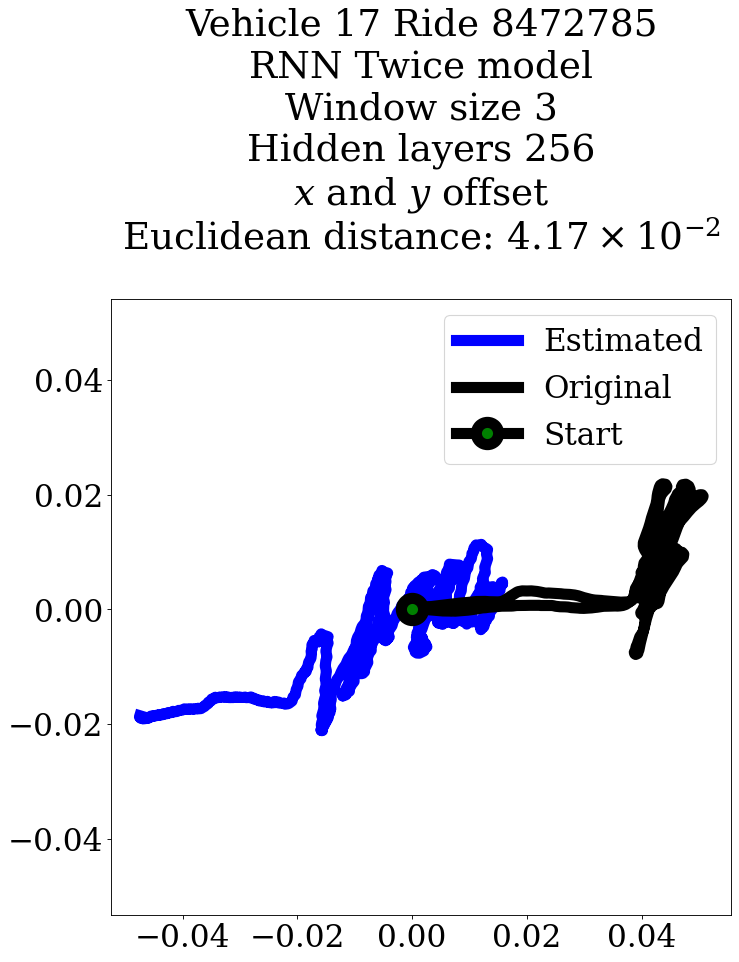 Vehicle 17 Ride 8472785
RNN Twice model
Window size 3
Hidden layers 256
x and y offset
Euclidean distance: 4.17 × 10⁻²
Estimated
Original
Start
0.04
0.02
0.00
−0.02
−0.04
−0.04 −0.02 0.00 0.02 0.04